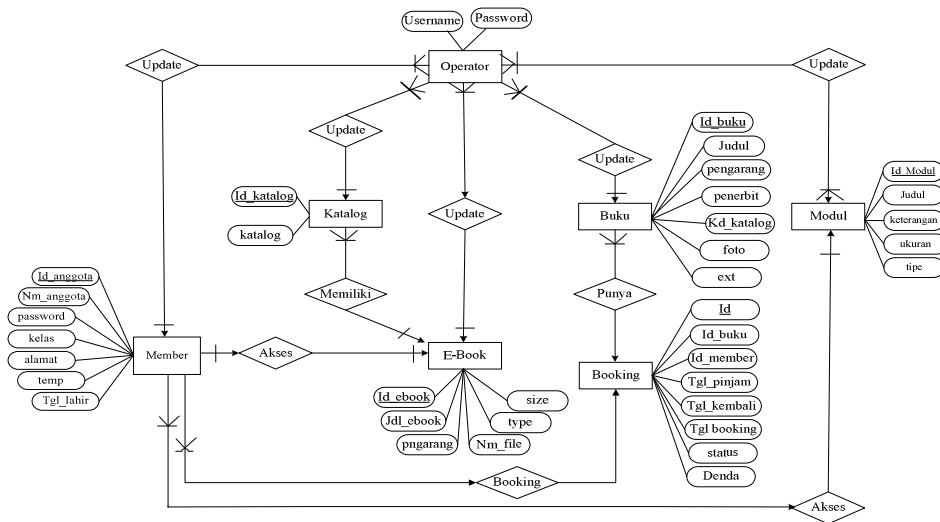 Username
Password
Operator
Update
Update
Update
Update
Update
Id_katalog
katalog
Katalog
Id_buku
Judul
pengarang
penerbit
Kd_katalog
foto
ext
Buku
Id_Modul
Judul
keterangan
ukuran
tipe
Modul
Id_anggota
Nm_anggota
password
kelas
alamat
temp
Tgl_lahir
Member
Memiliki
Punya
Akses
E-Book
Id_ebook
Jdl_ebook
pngarang
size
type
Nm_file
Booking
Id
Id_buku
Id_member
Tgl_pinjam
Tgl_kembali
Tgl booking
status
Denda
Booking
Akses